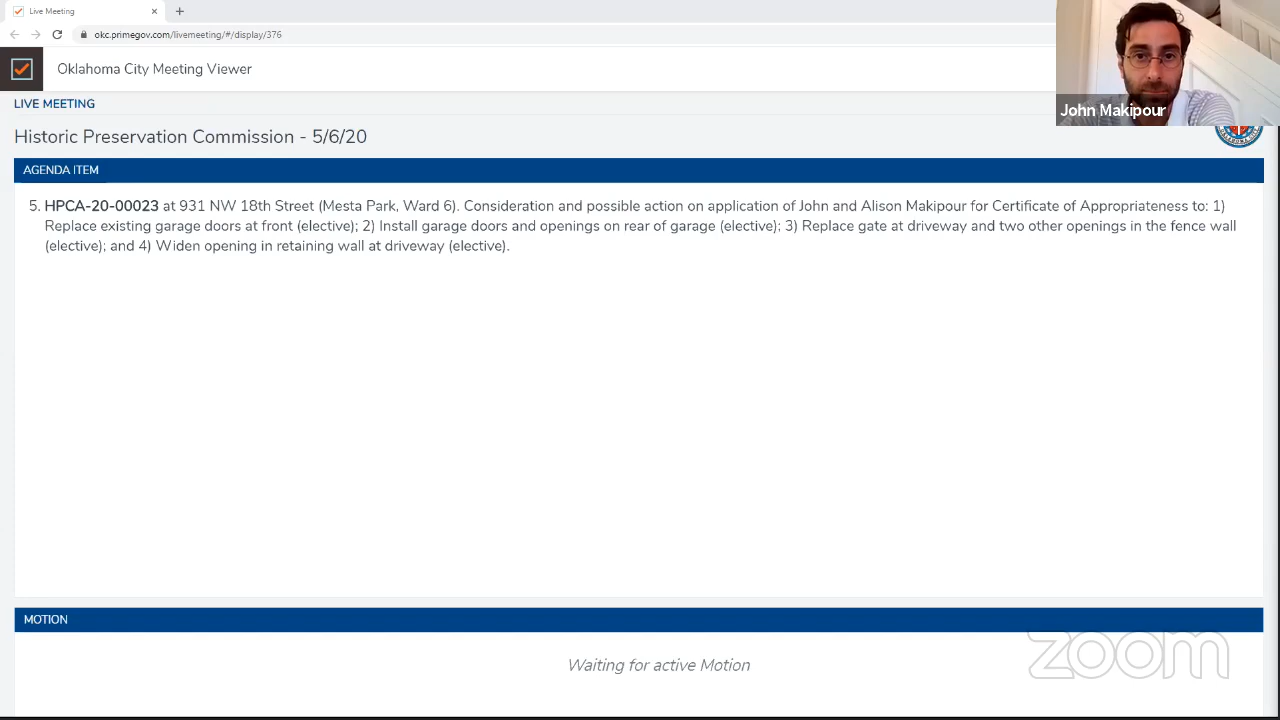 Live Meeting
okc.primegov.com/livemeeting/#/display/376
Oklahoma City Meeting Viewer
John Makipour
LIVE MEETING
Historic Preservation Commission - 5/6/20
AGENDA ITEM
5. HPCA-20-00023 at 931 NW 18th Street (Mesta Park, Ward 6). Consideration and possible action on application of John and Alison Makipour for Certificate of Appropriateness to: 1)
Replace existing garage doors at front (elective); 2) Install garage doors and openings on rear of garage (elective); 3) Replace gate at driveway and two other openings in the fence wall
(elective); and 4) Widen opening in retaining wall at driveway (elective).
MOTION
Waiting for active Motion
zoom